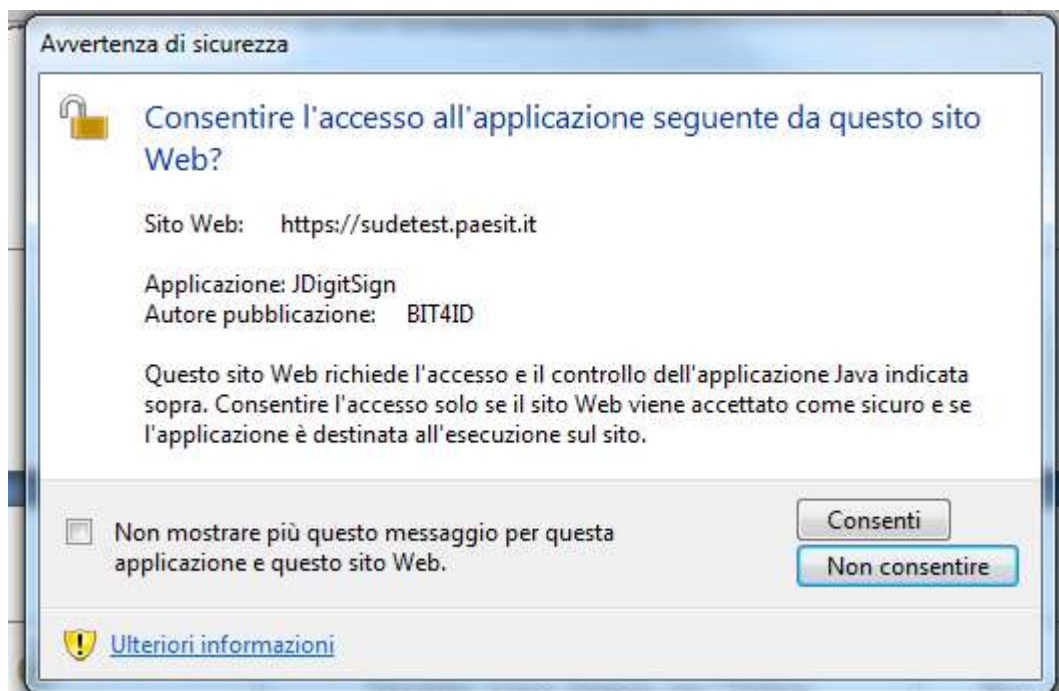 Avvertenza di sicurezza
Consentire l'accesso all'applicazione seguente da questo sito
Web?
Sito Web: https://sudetest.paesit.it
Applicazione: JDigitSign
Autore pubblicazione: BIT4ID
Questo sito Web richiede l'accesso e il controllo dell'applicazione Java indicata
sopra. Consentire l'accesso solo se il sito Web viene accettato come sicuro e se
l'applicazione è destinata all'esecuzione sul sito.
Non mostrare più questo messaggio per questa
applicazione e questo sito Web.
Consenti
Non consentire
Ulteriori informazioni